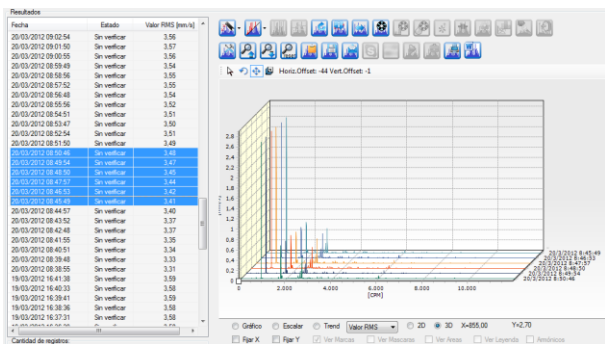 Resultados
Fecha Estado Valor RMS [mm/s]
20/03/2012 09:02:54 Sin verificar 3,56
20/03/2012 09:01:50 Sin verificar 3,57
20/03/2012 09:00:55 Sin verificar 3,56
20/03/2012 08:59:49 Sin verificar 3,54
20/03/2012 08:58:56 Sin verificar 3,55
20/03/2012 08:57:52 Sin verificar 3,55
20/03/2012 08:56:48 Sin verificar 3,54
20/03/2012 08:55:56 Sin verificar 3,52
20/03/2012 08:54:51 Sin verificar 3,51
20/03/2012 08:53:47 Sin verificar 3,50
20/03/2012 08:52:54 Sin verificar 3,51
20/03/2012 08:51:50 Sin verificar 3,49
20/03/2012 08:50:46 Sin verificar 3,48
20/03/2012 08:49:54 Sin verificar 3,47
20/03/2012 08:48:50 Sin verificar 3,45
20/03/2012 08:47:57 Sin verificar 3,44
20/03/2012 08:46:53 Sin verificar 3,42
20/03/2012 08:45:49 Sin verificar 3,41
20/03/2012 08:44:57 Sin verificar 3,40
20/03/2012 08:43:52 Sin verificar 3,37
20/03/2012 08:42:48 Sin verificar 3,37
20/03/2012 08:41:55 Sin verificar 3,35
20/03/2012 08:40:51 Sin verificar 3,34
20/03/2012 08:39:48 Sin verificar 3,33
20/03/2012 08:38:55 Sin verificar 3,31
19/03/2012 16:41:38 Sin verificar 3,59
19/03/2012 16:40:33 Sin verificar 3,58
19/03/2012 16:39:41 Sin verificar 3,59
19/03/2012 16:38:36 Sin verificar 3,58
19/03/2012 16:37:31 Sin verificar 3,58
Cantidad de registros:
Horiz.Offset: -44 Vert.Offset: -1
2.8
2.6
2,4
2.2
2
1.8
1.6
1.4
1.2
1
0.8
0.6
0.4
0.2
0
0 2.000 4.000 6.000 8.000 10.000
[CPM]
20/3/2012 8:45:49
20/3/2012 8:46:53
20/3/2012 8:47:57
20/3/2012 8:48:50
20/3/2012 8:49:54
20/3/2012 8:50:46
Gráfico Escalar Trend Valor RMS 2D 3D X=855,00 Y=2,70
Fijar X Fijar Y Ver Marcas Ver Mascaras Ver Areas Ver Leyenda Armónicos